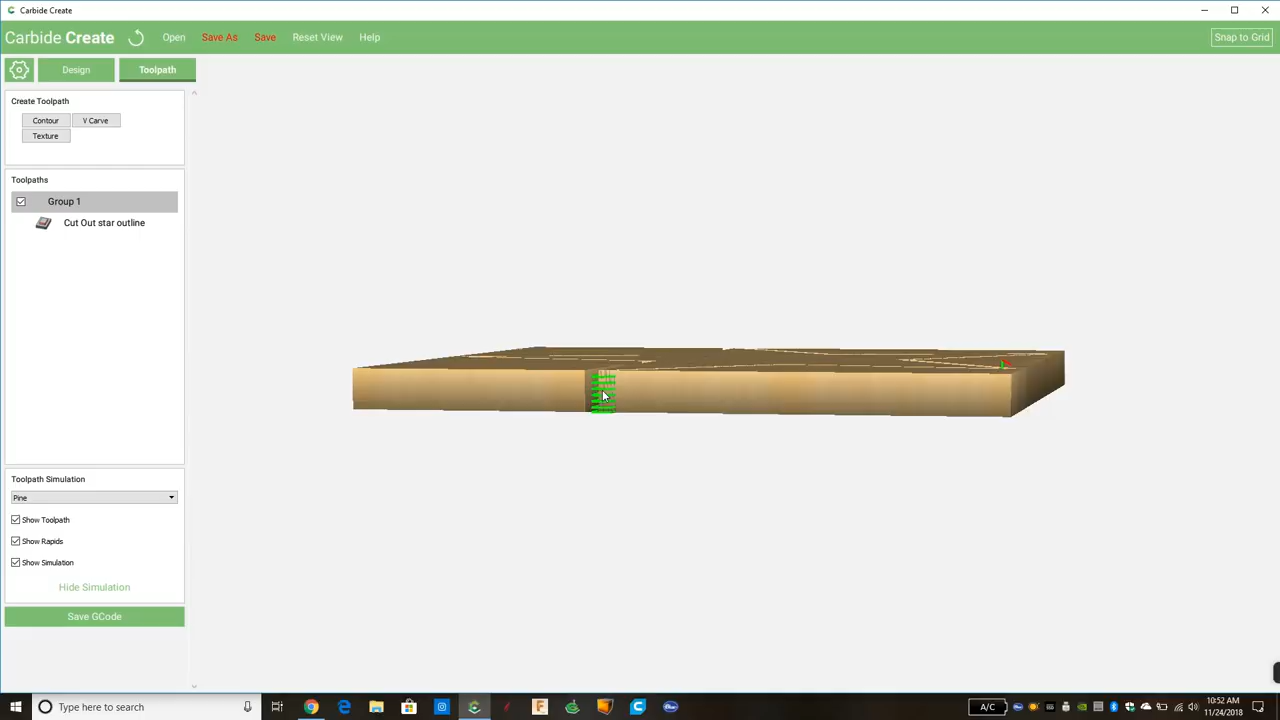 Carbide Create
Carbide Create Open Save As Save Reset View Help Snap to Grid
Design Toolpath
Create Toolpath
Contour V Carve
Texture
Toolpaths
Group 1
Cut Out star outline
Toolpath Simulation
Pine
Show Toolpath
Show Rapids
Show Simulation
Hide Simulation
Save GCode
Type here to search A/C 10:52 AM
11/24/2018